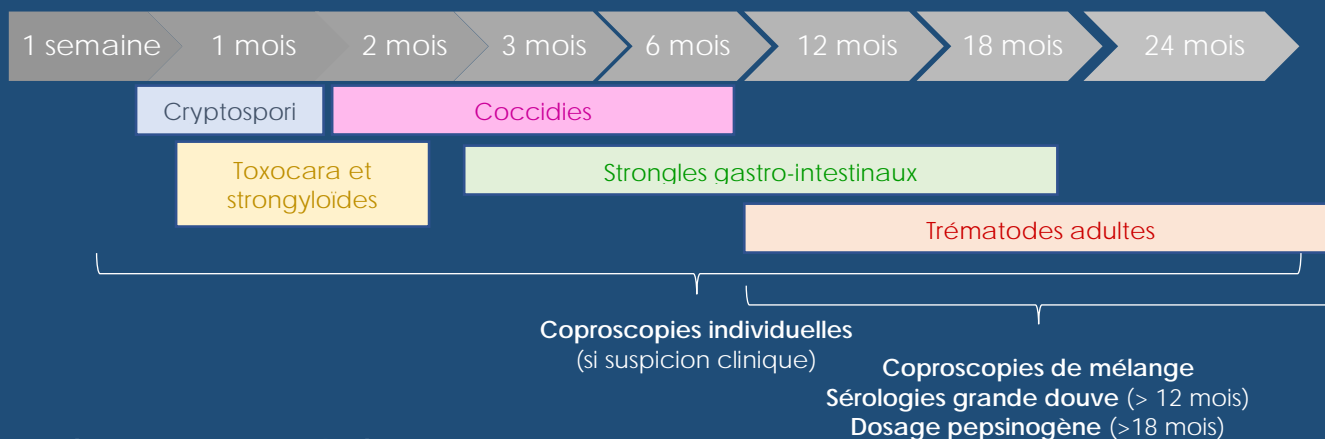 1 semaine
1 mois
2 mois
3 mois
6 mois
12 mois
18 mois
24 mois
Cryptospori
Coccidies
Toxocara et
strongyloïdes
Strongles gastro-intestinaux
Trématodes adultes
Coproscopies individuelles
(si suspicion clinique)
Coproscopies de mélange
Sérologies grande douve (> 12 mois)
Dosage pepsinogène (>18 mois)